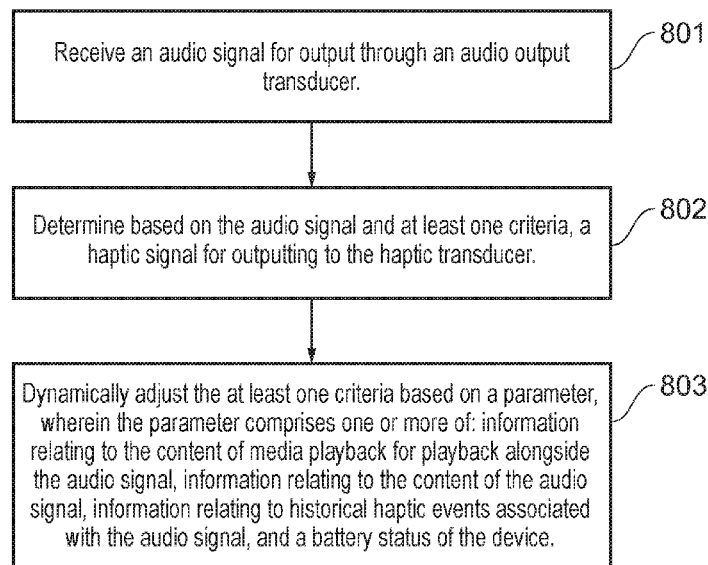 Receive an audio signal for output through an audio output
transducer.
801
Determine based on the audio signal and at least one criteria, a
haptic signal for outputting to the haptic transducer.
802
Dynamically adjust the at least one criteria based on a parameter,
wherein the parameter comprises one or more of: information
relating to the content of media playback for playback alongside
the audio signal, information relating to the content of the audio
signal, information relating to historical haptic events associated
with the audio signal, and a battery status of the device.
803